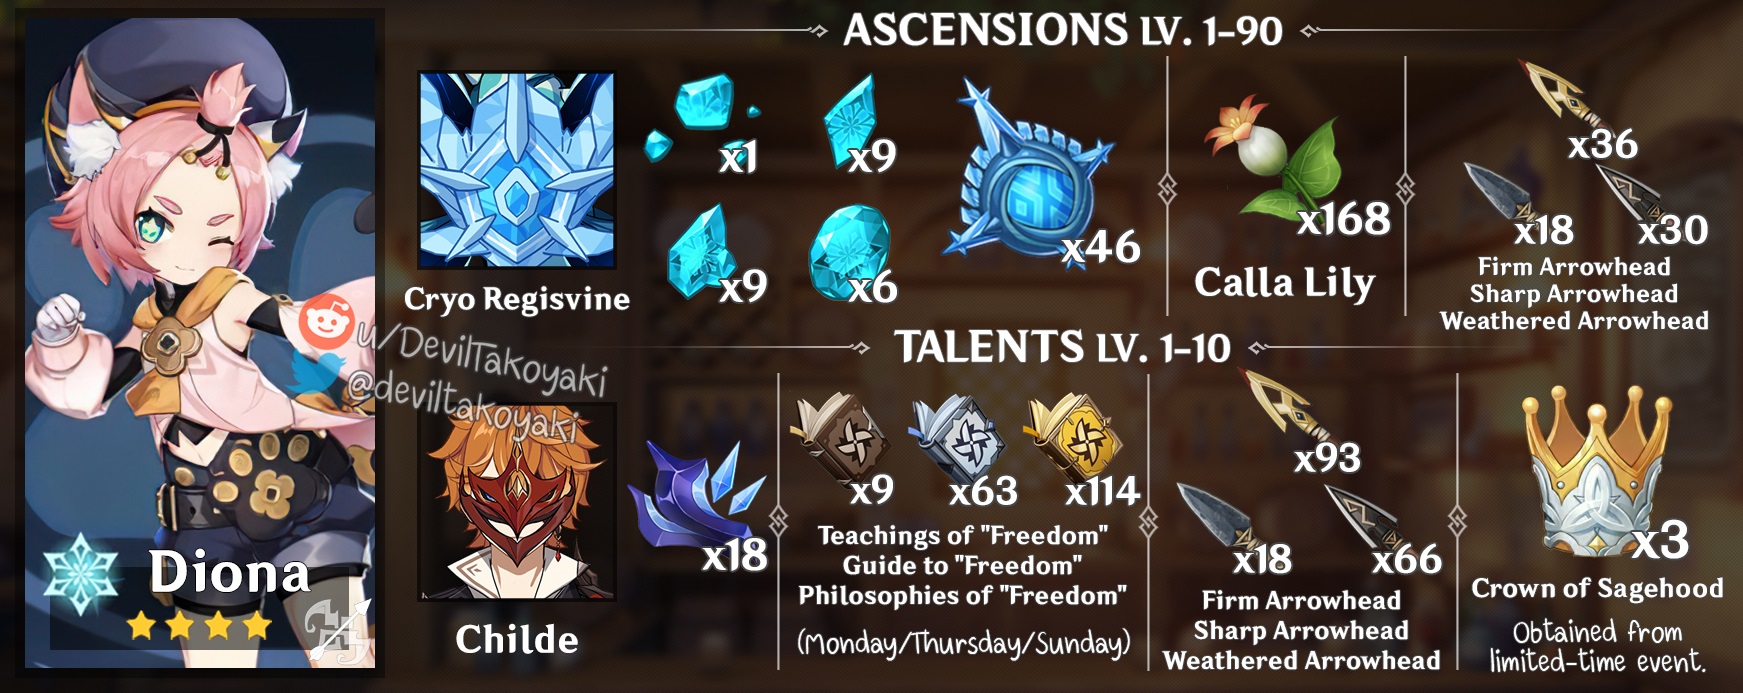 ASCENSIONS LV. 1-90
x1
x9
x9
x6
x46
x168
x36
x18
x30
Cryo Regisvine
Calla Lily
Firm Arrowhead
Sharp Arrowhead
Weathered Arrowhead
u/DevilTakoyaki
@deviltakoyaki
TALENTS LV. 1-10
x18
x9
x63
x114
Teachings of "Freedom"
Guide to "Freedom"
Philosophies of "Freedom"
(Monday/Thursday/Sunday)
x93
x18
x66
Firm Arrowhead
Sharp Arrowhead
Weathered Arrowhead
x3
Crown of Sagehood
Obtained from
limited-time event.
Diona
Childe